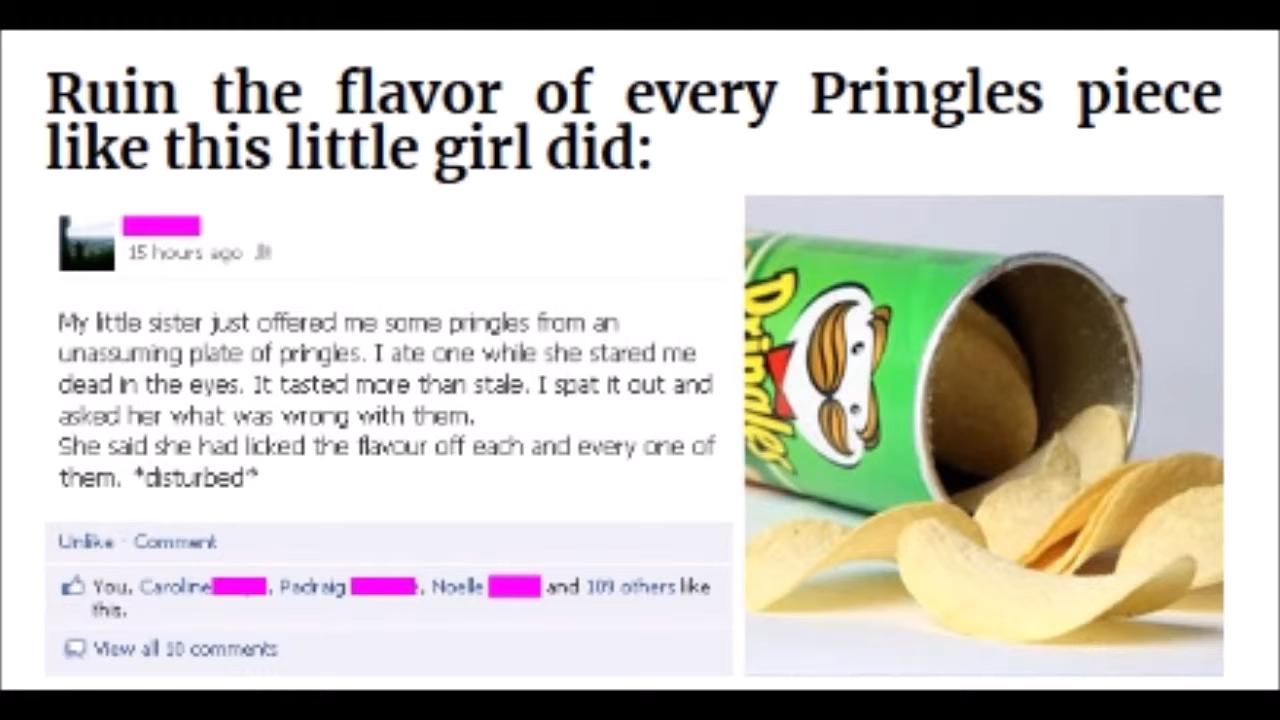 Ruin the flavor of every Pringles piece
like this little girl did:
15 hours ago
My little sister just offered me some pringles from an
unassuming plate of pringles. I ate one while she stared me
dead in the eyes. It tasted more than stale. I spat it out and
asked her what was wrong with them.
She said she had licked the flavour off each and every one of
them. *disturbed*
Unlike · Comment
You, Caroline , Padraig , Noelle and 109 others like
this.
View all 10 comments
Pringles